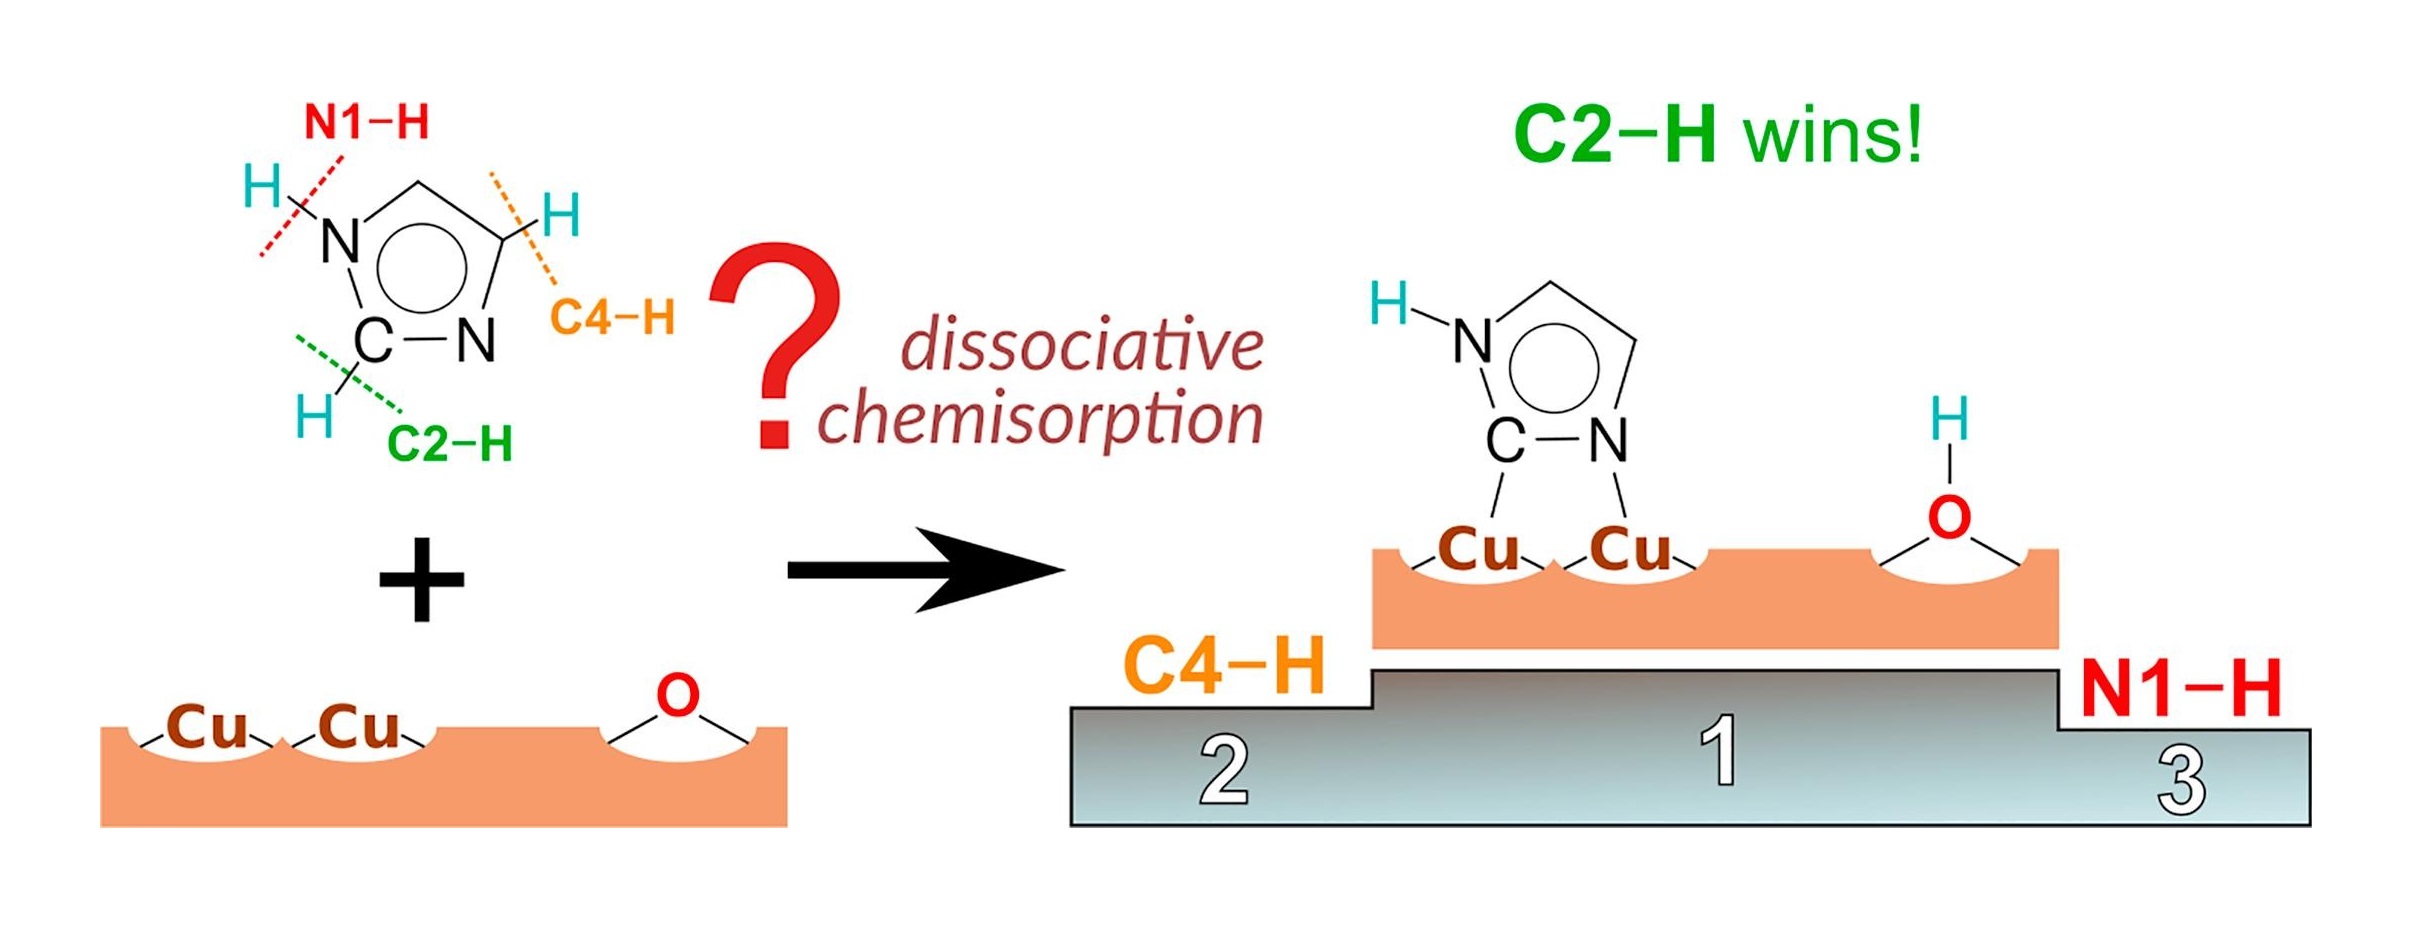 N1–H
H
N
H
C4–H
C
N
H
C2–H
?
dissociative
chemisorption
+
Cu
Cu
O
C2–H wins!
H
N
C
N
H
Cu
Cu
O
C4–H
N1–H
2
1
3